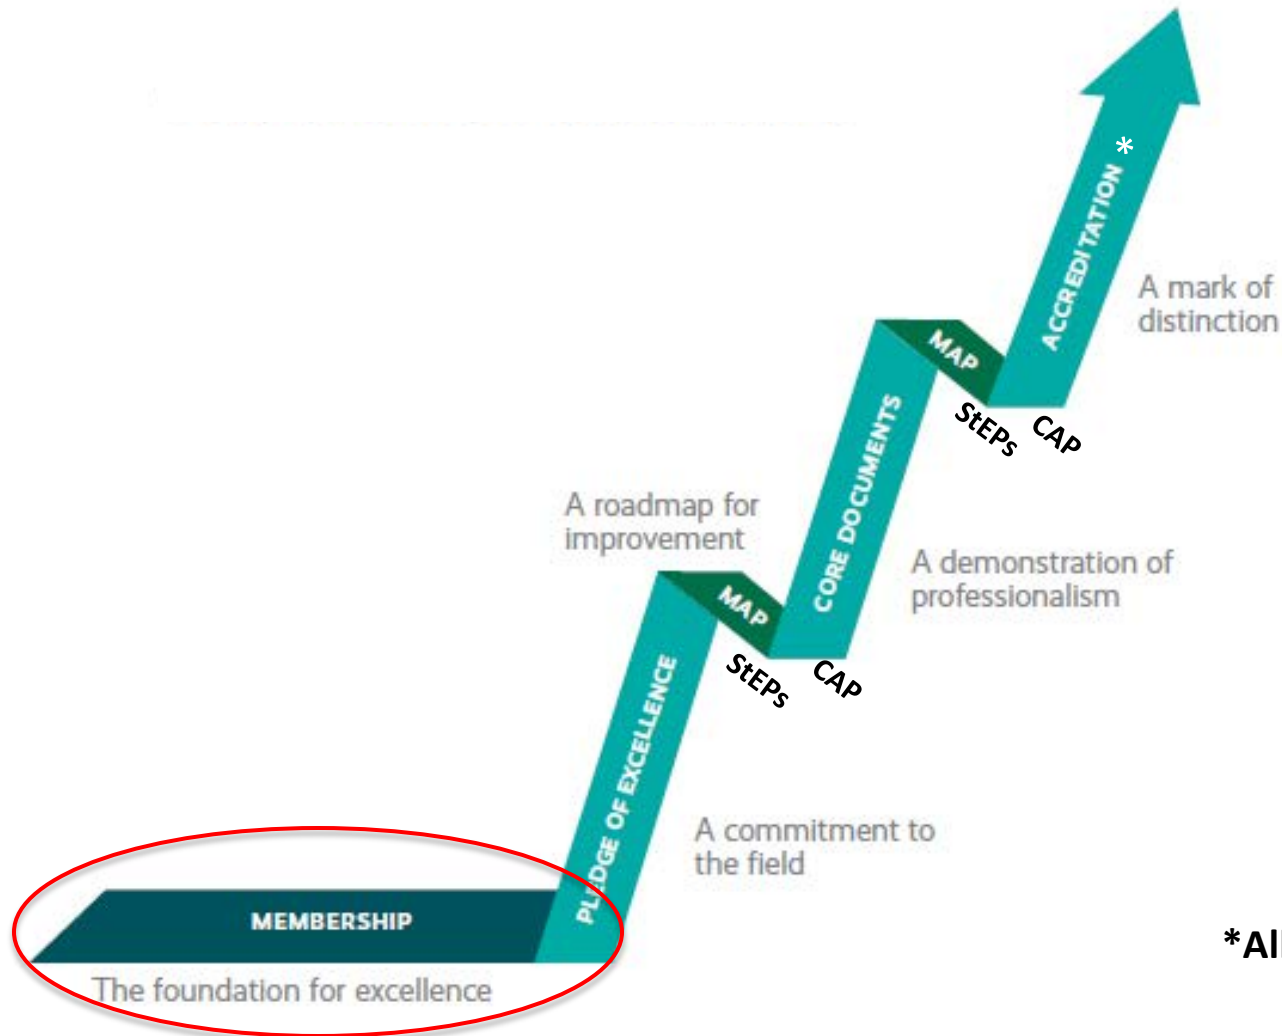 ACCREDITATION *
A mark of
distinction
MAP
StEPs
CAP
CORE DOCUMENTS
A roadmap for
improvement
A demonstration of
professionalism
MAP
StEPs
CAP
PLEDGE OF EXCELLENCE
A commitment to
the field
MEMBERSHIP
The foundation for excellence